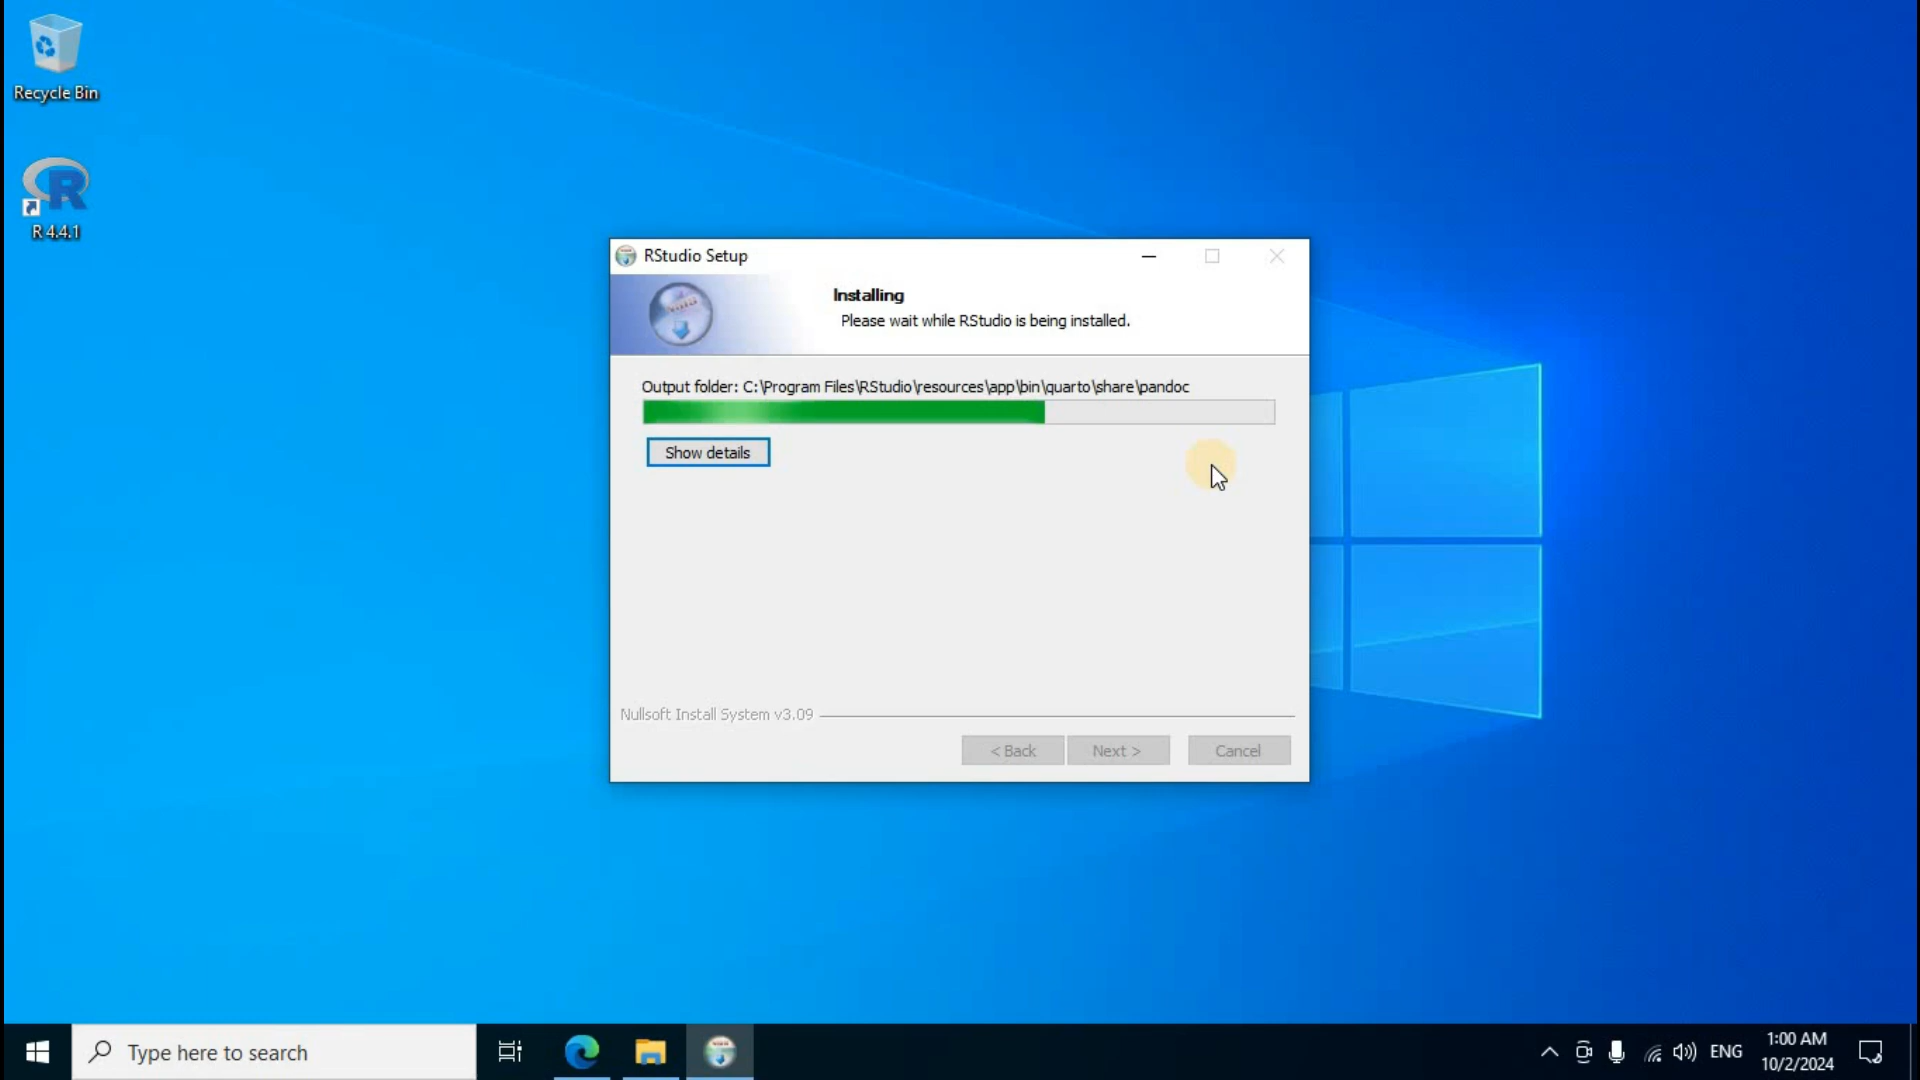 Recycle Bin
R 4.4.1
RStudio Setup
Installing
Please wait while RStudio is being installed.
Output folder: C:\Program Files\RStudio\resources\app\bin\quarto\share\pandoc
Show details
Nullsoft Install System v3.09
< Back
Next >
Cancel
Type here to search
ENG
1:00 AM
10/2/2024